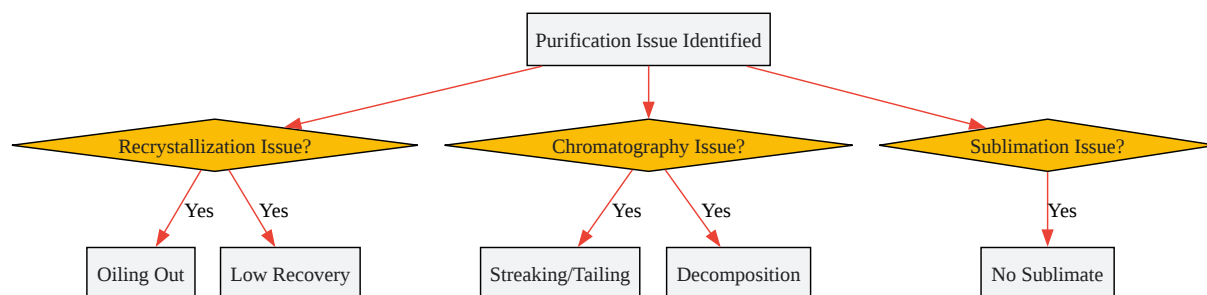 Purification Issue Identified
Recrystallization Issue?
Chromatography Issue?
Sublimation Issue?
Yes
Yes
Yes
Yes
Yes
Oiling Out
Low Recovery
Streaking/Tailing
Decomposition
No Sublimate